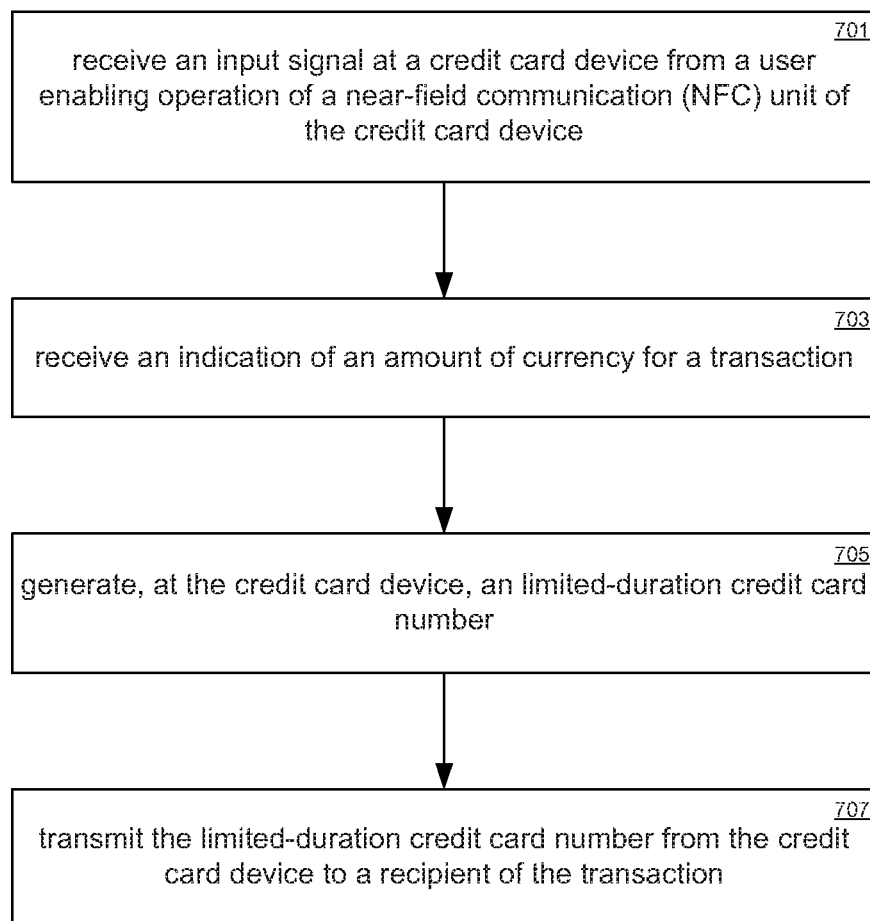 701
receive an input signal at a credit card device from a user
enabling operation of a near-field communication (NFC) unit of
the credit card device
703
receive an indication of an amount of currency for a transaction
705
generate, at the credit card device, an limited-duration credit card
number
707
transmit the limited-duration credit card number from the credit
card device to a recipient of the transaction